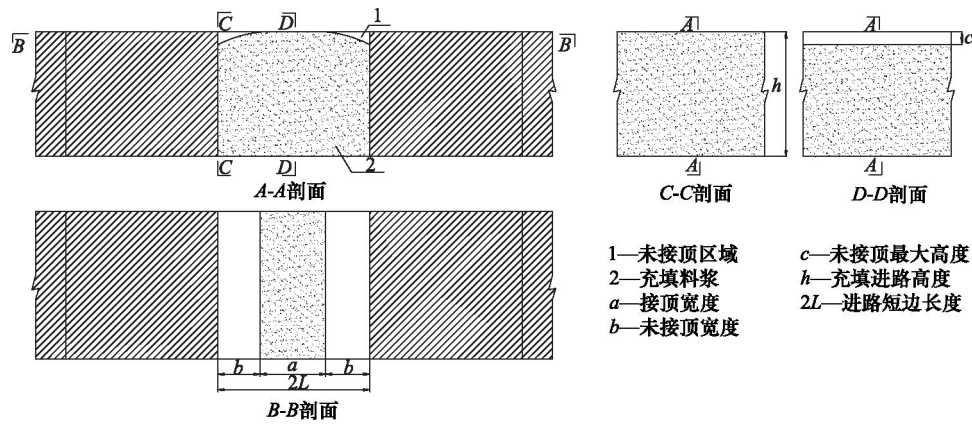 C D 1
B B
C D 2
A-A剖面
b a b
2L
B-B剖面
A A
h c
A A
C-C剖面 D-D剖面
1—未接顶区域
2—充填料浆
a—接顶宽度
b—未接顶宽度
c—未接顶最大高度
h—充填进路高度
2L—进路短边长度